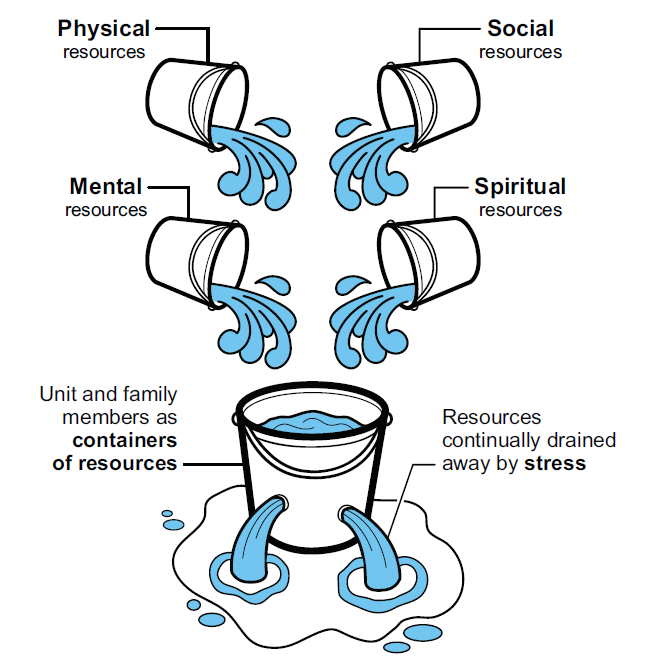 Physical
resources
Social
resources
Mental
resources
Spiritual
resources
Unit and family
members as
containers
of resources
Resources
continually drained
away by stress